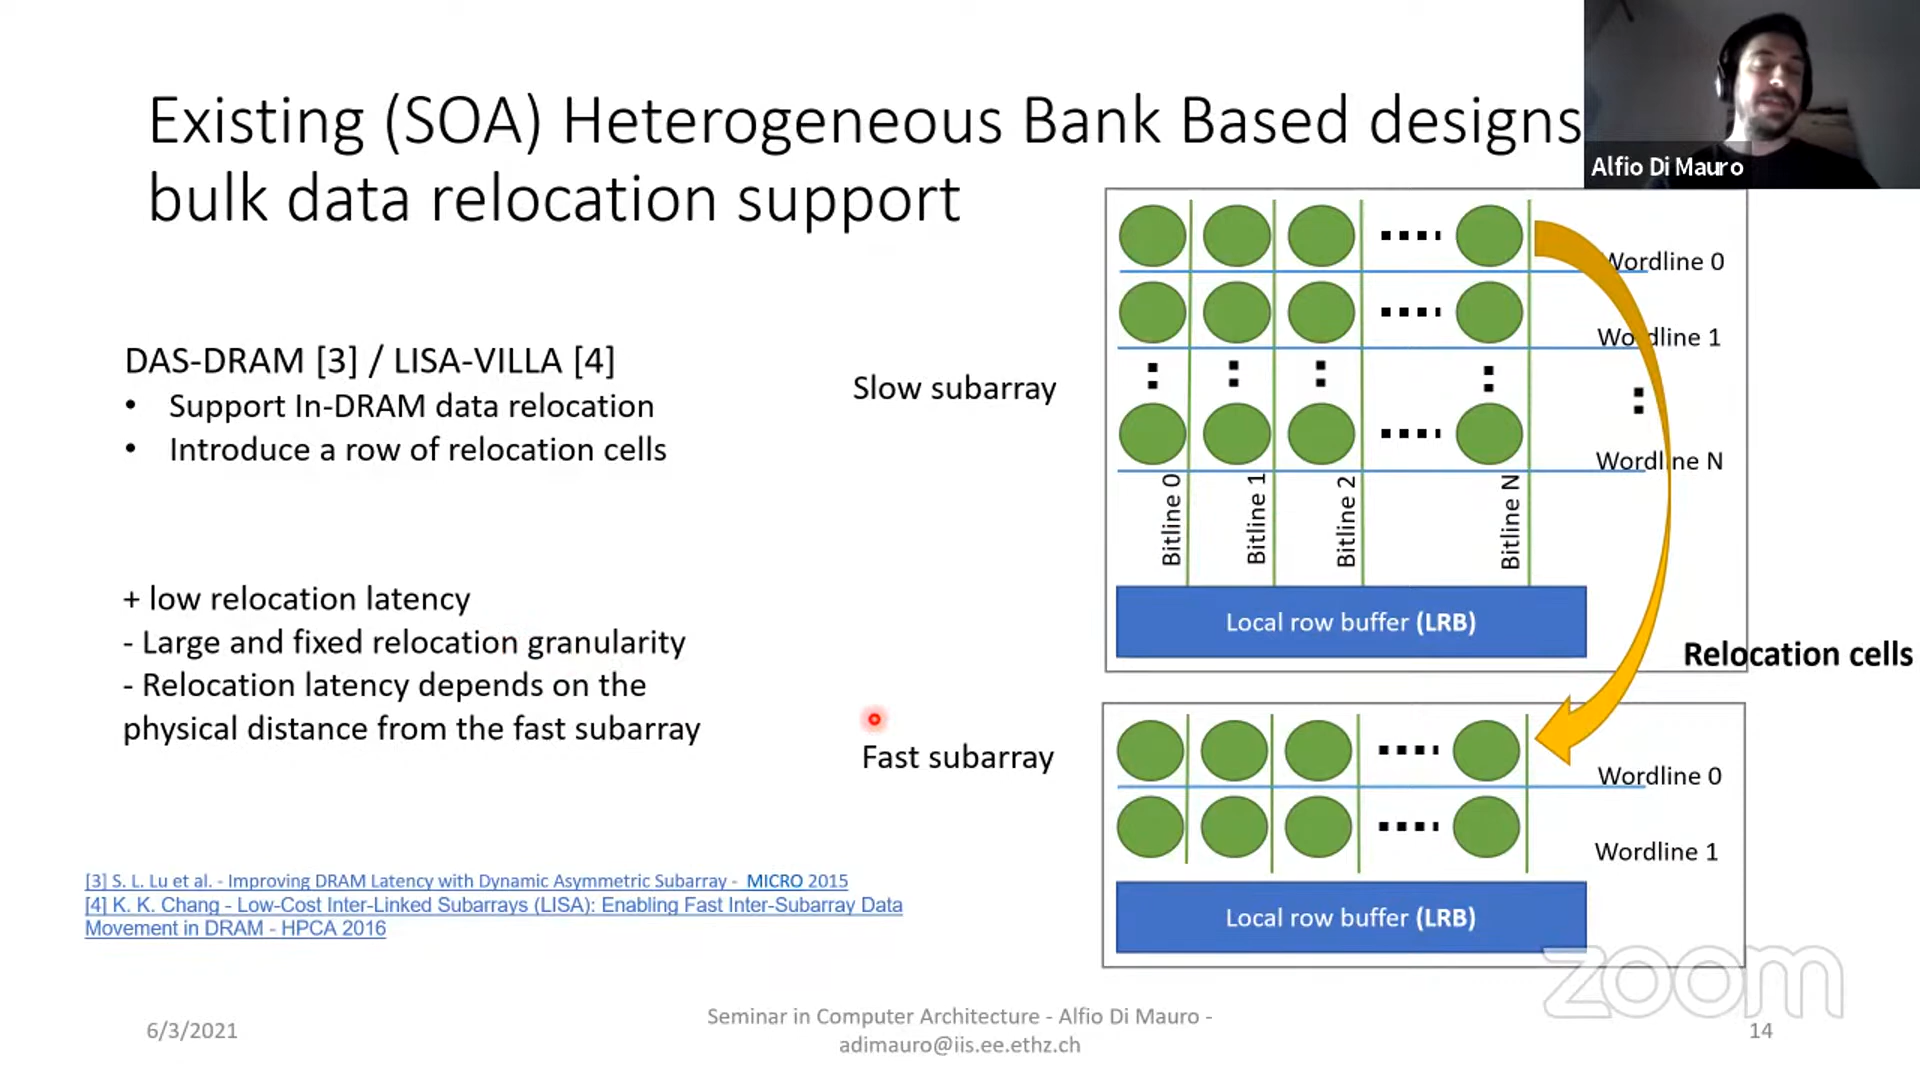 Existing (SOA) Heterogeneous Bank Based designs
bulk data relocation support
Alfio Di Mauro
DAS-DRAM [3] / LISA-VILLA [4]
• Support In-DRAM data relocation
• Introduce a row of relocation cells
+ low relocation latency
- Large and fixed relocation granularity
- Relocation latency depends on the
physical distance from the fast subarray
Slow subarray
Wordline 0
Wordline 1
Wordline N
Bitline 0
Bitline 1
Bitline 2
Bitline N
Local row buffer (LRB)
Relocation cells
Fast subarray
Wordline 0
Wordline 1
Local row buffer (LRB)
[3] S. L. Lu et al. - Improving DRAM Latency with Dynamic Asymmetric Subarray - MICRO 2015
[4] K. K. Chang - Low-Cost Inter-Linked Subarrays (LISA): Enabling Fast Inter-Subarray Data
Movement in DRAM - HPCA 2016
zoom
6/3/2021
Seminar in Computer Architecture - Alfio Di Mauro -
adimauro@iis.ee.ethz.ch
14